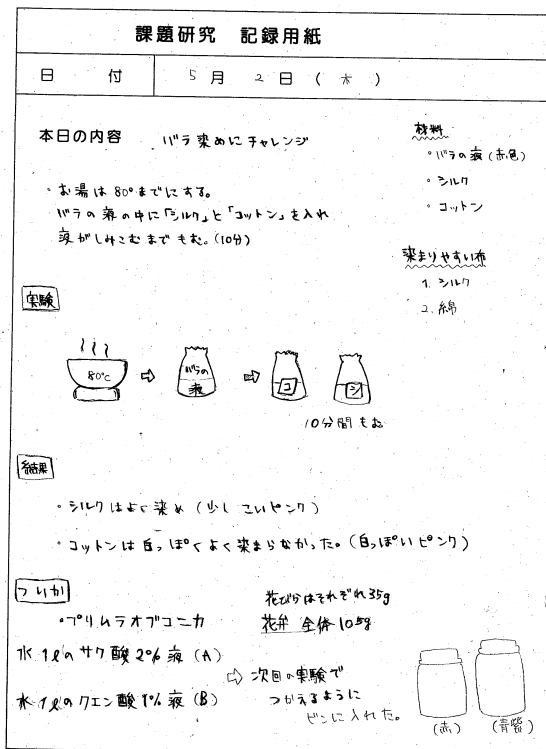 課題研究 記録用紙
日 付 5月 2日 (木)
本日の内容 バラ染めにチャレンジ
・お湯は80°までにする。
バラの液の中に「シルク」と「コットン」を入れ
液がしみこむまでもむ。(10分)
材料
・バラの液(赤色)
・シルク
・コットン
染まりやすい布
1. シルク
2. 綿
実験
80℃
バラの
液
コ
シ
10分間もむ
結果
・シルクはよく染め(少しこいピンク)
・コットンは白っぽくよく染まらなかった。(白っぽいピンク)
ついか
・プリムラオブコニカ
花びらはそれぞれ35g
花弁 全体105g
水1ℓのサク酸2%液(A)
水1ℓのクエン酸1%液(B)
⇨ 次回の実験で
つかえるように
ビンに入れた。
(赤)
(青紫)